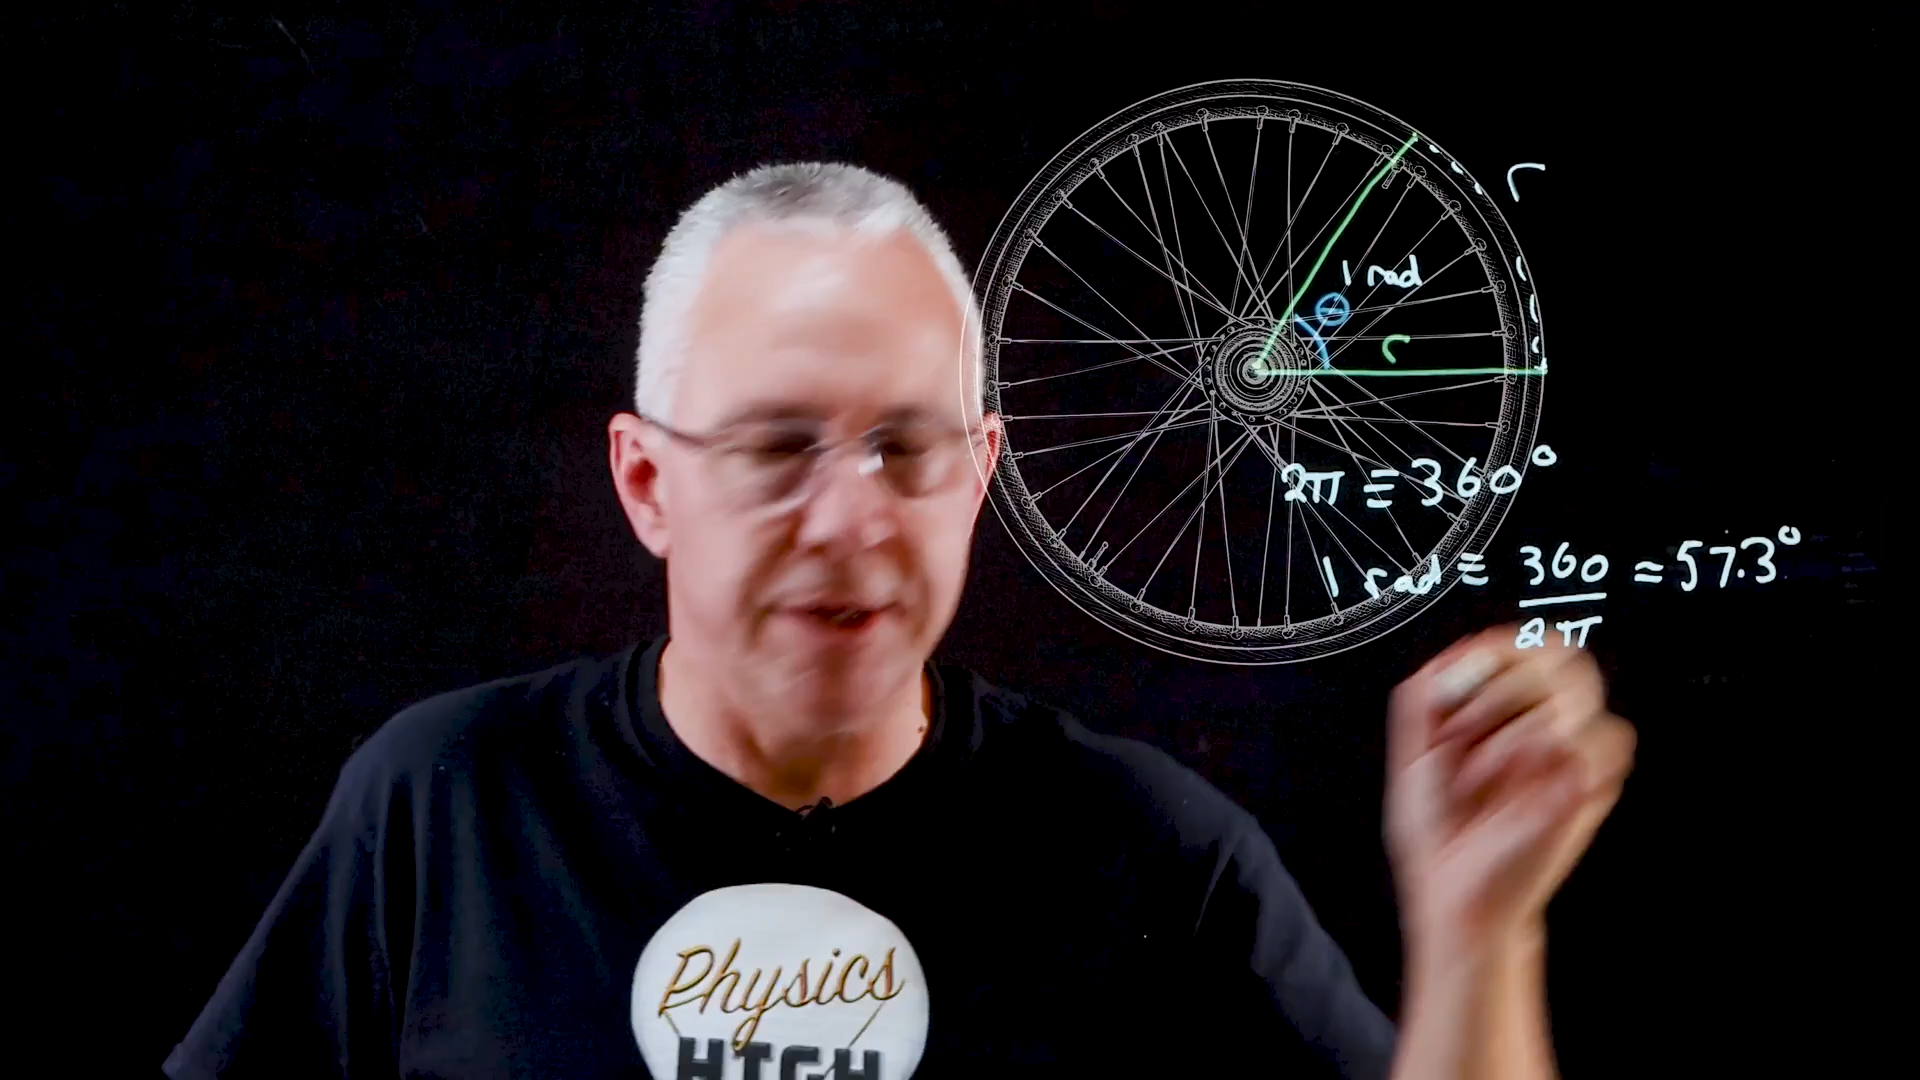 r
1 rad
θ
r
2π ≡ 360°
1 rad ≡ 360/2π ≈ 57.3°
Physics
HIGH